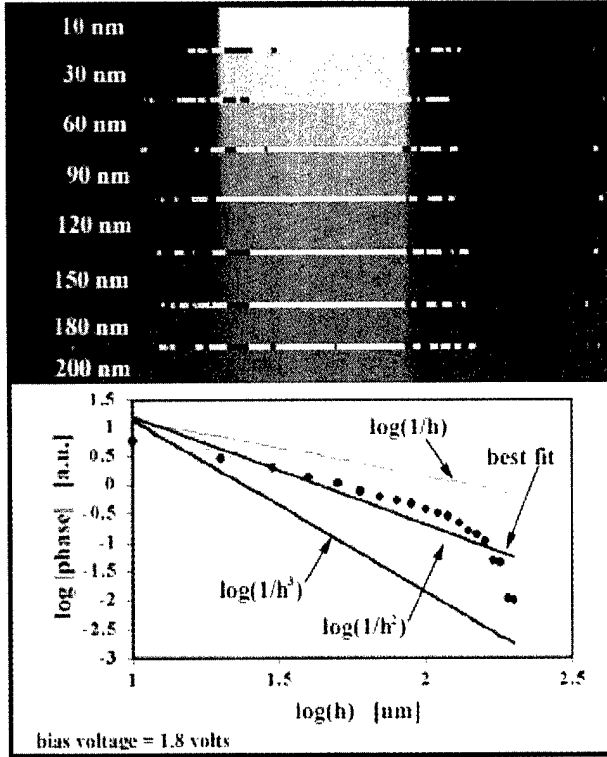 10 nm
30 nm
60 nm
90 nm
120 nm
150 nm
180 nm
200 nm
log |phase| [a.u.]
1.5
1
0.5
0
-0.5
-1
-1.5
-2
-2.5
-3
log(1/h)
best fit
log(1/h³)
log(1/h²)
1
1.5
2
2.5
log(h) [nm]
bias voltage = 1.8 volts